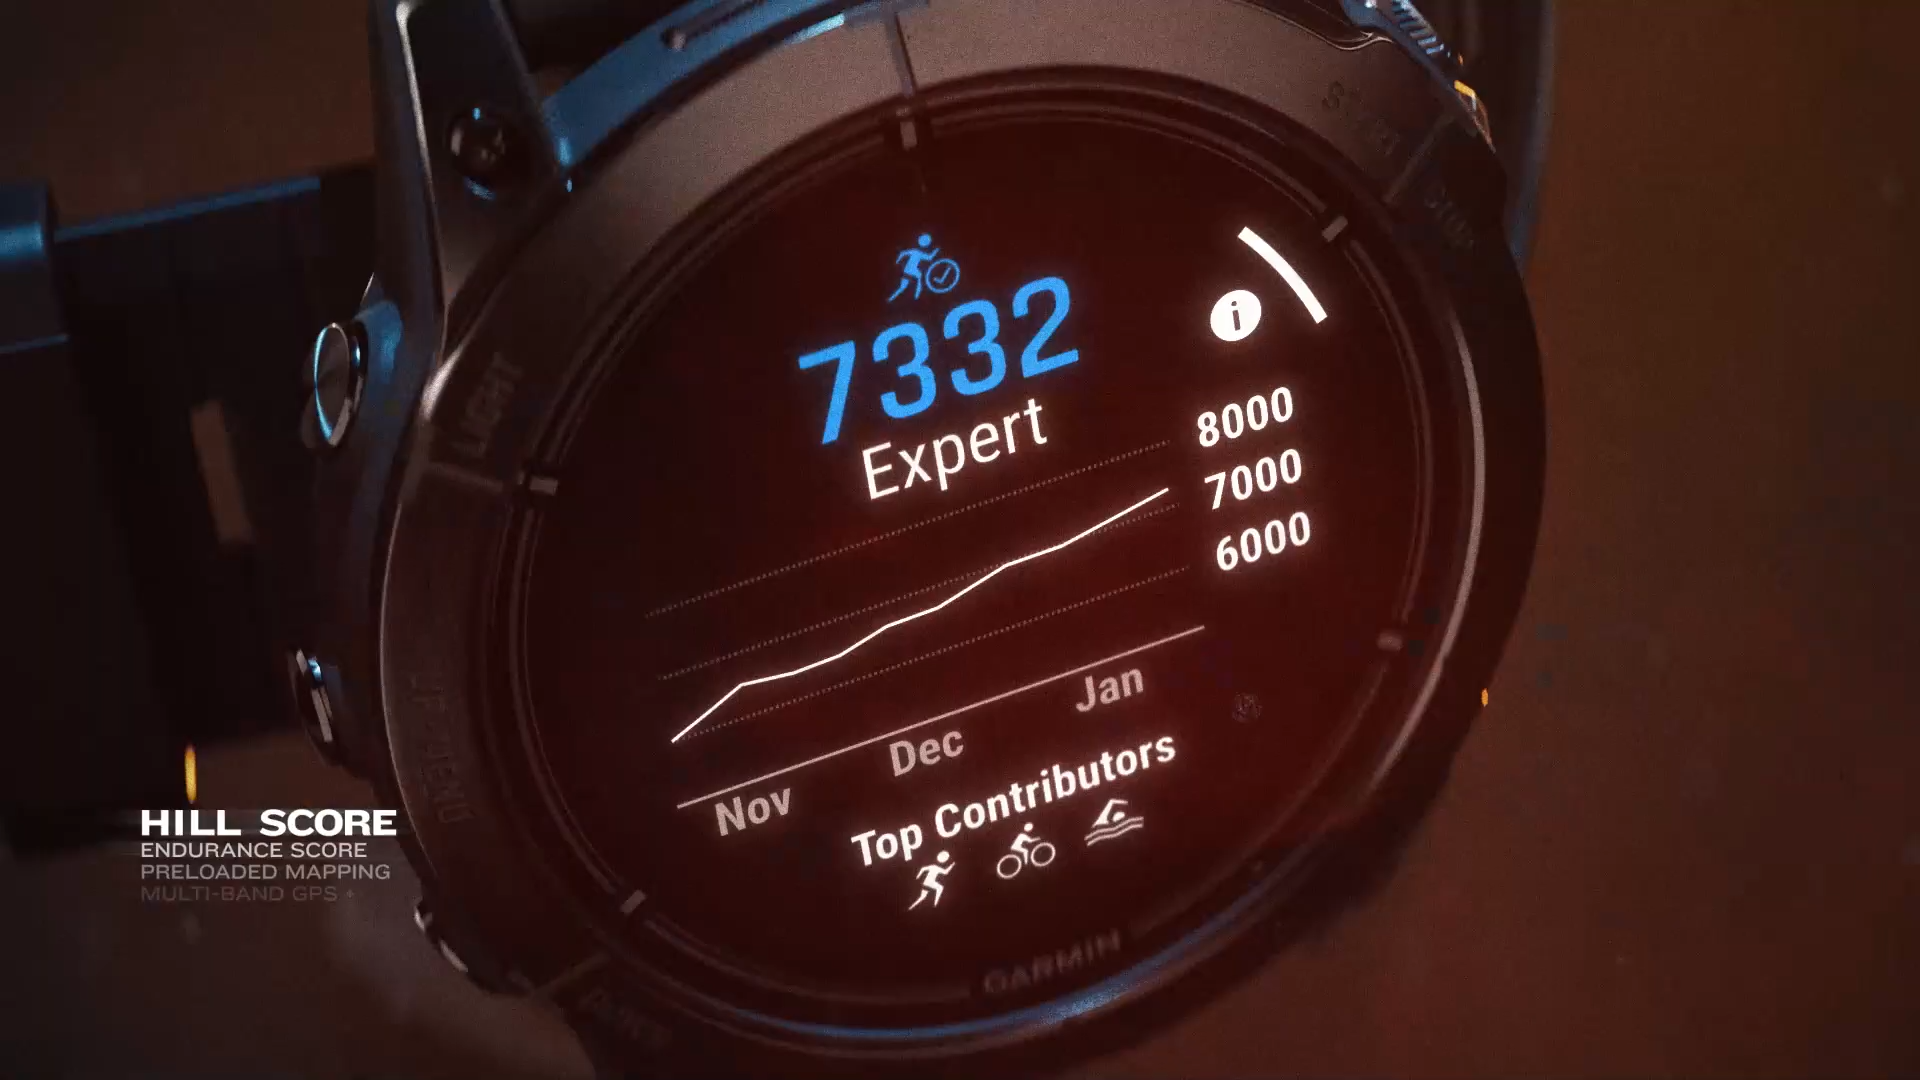 7332
Expert
8000
7000
6000
Nov
Dec
Jan
Top Contributors
GARMIN
LIGHT
HILL SCORE
ENDURANCE SCORE
PRELOADED MAPPING
MULTI-BAND GPS +